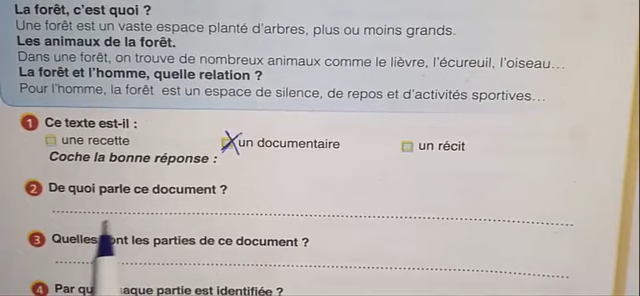 La forêt, c'est quoi ?
Une forêt est un vaste espace planté d'arbres, plus ou moins grands.
Les animaux de la forêt.
Dans une forêt, on trouve de nombreux animaux comme le lièvre, l'écureuil, l'oiseau...
La forêt et l'homme, quelle relation ?
Pour l'homme, la forêt est un espace de silence, de repos et d'activités sportives...
1 Ce texte est-il :
une recette un documentaire un récit
Coche la bonne réponse :
2 De quoi parle ce document ?
3 Quelles les parties de ce document ?
4 Par partie est identifiée ?